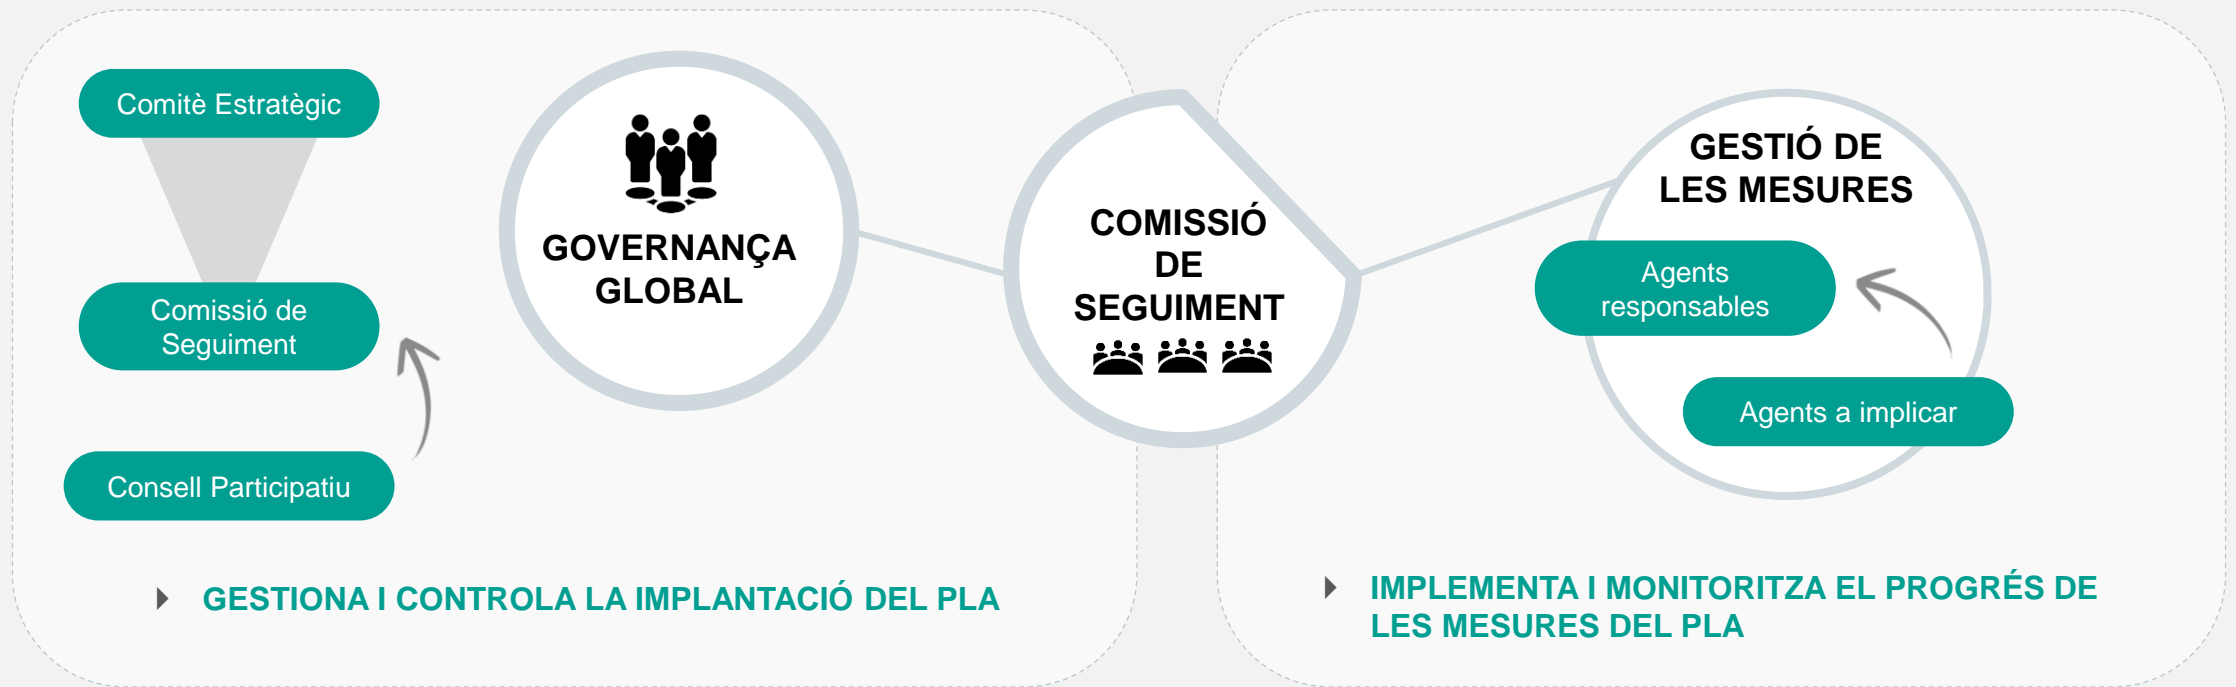 Comitè Estratègic
Comissió de
Seguiment
Consell Participatiu
GOVERNANÇA
GLOBAL
GESTIONA I CONTROLA LA IMPLANTACIÓ DEL PLA
COMISSIÓ
DE
SEGUIMENT
GESTIÓ DE
LES MESURES
Agents
responsables
Agents a implicar
IMPLEMENTA I MONITORITZA EL PROGRÉS DE
LES MESURES DEL PLA